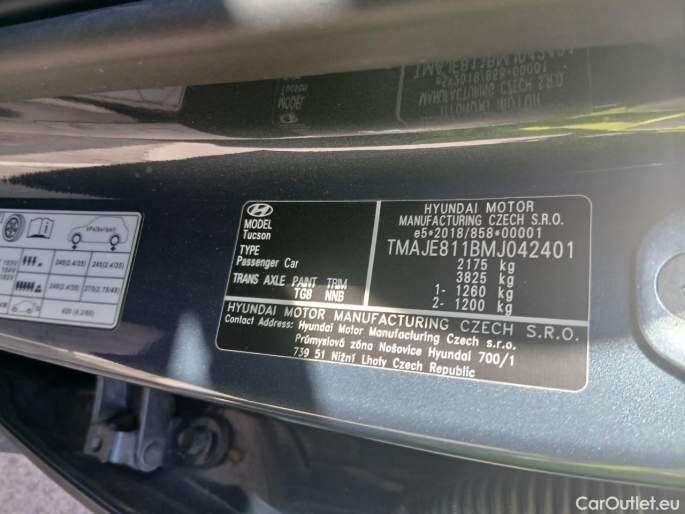 HYUNDAI MOTOR
MANUFACTURING CZECH S.R.O.
e5*2018/858*00001
MODEL
Tucson
TYPE
Passenger Car
TRANS AXLE PAINT TRIM
TG8 NNB
TMAJE811BMJ042401
2175 kg
3825 kg
1- 1260 kg
2- 1200 kg
HYUNDAI MOTOR MANUFACTURING CZECH S.R.O.
Contact Address: Hyundai Motor Manufacturing Czech s.r.o.
Průmyslová zóna Nošovice Hyundai 700/1
739 51 Nižní Lhoty Czech Republic
CarOutlet.eu